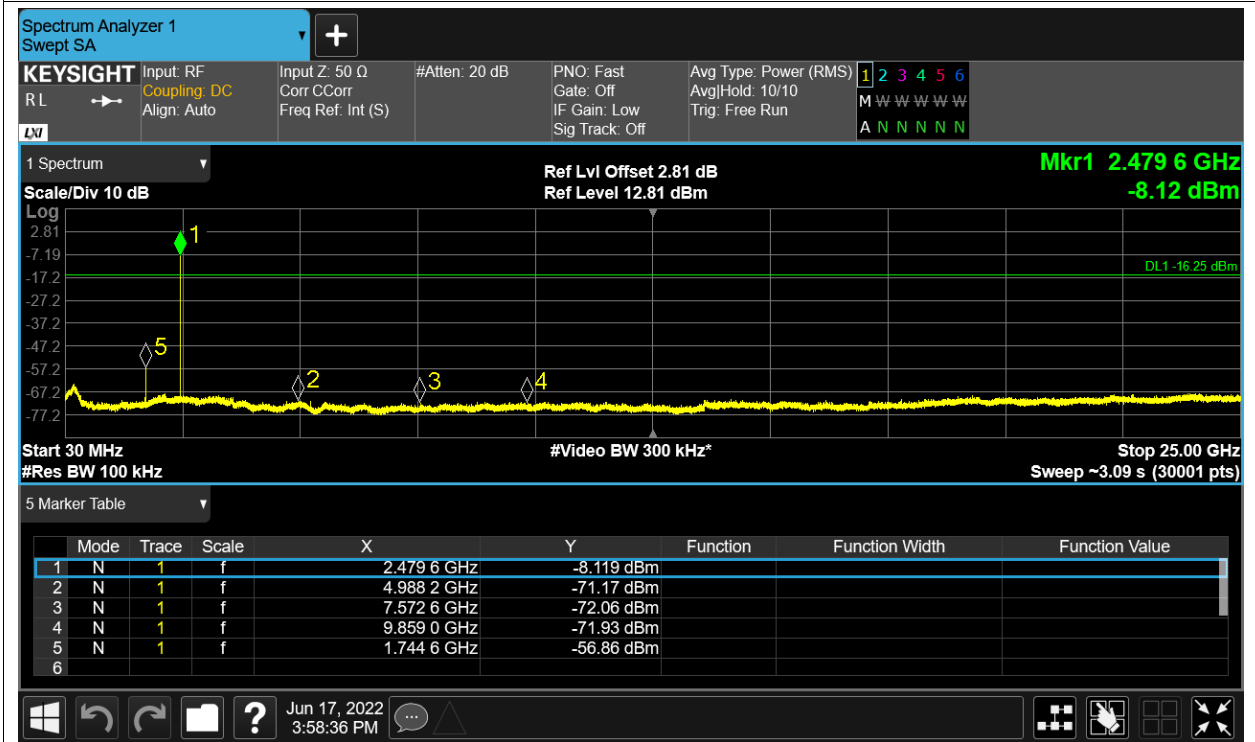 Spectrum Analyzer 1
Swept SA
KEYSIGHT
R L
LXI
Input: RF
Coupling: DC
Align: Auto
Input Z: 50 Ω
Corr CCorr
Freq Ref: Int (S)
#Atten: 20 dB
PNO: Fast
Gate: Off
IF Gain: Low
Sig Track: Off
Avg Type: Power (RMS)
Avg|Hold: 10/10
Trig: Free Run
1 2 3 4 5 6
M W W W W W
A N N N N N
1 Spectrum
Scale/Div 10 dB
Ref Lvl Offset 2.81 dB
Ref Level 12.81 dBm
Mkr1 2.479 6 GHz
-8.12 dBm
Log
2.81
-7.19
-17.2
-27.2
-37.2
-47.2
-57.2
-67.2
-77.2
1
5
2
3
4
DL1 -16.25 dBm
Start 30 MHz
#Video BW 300 kHz*
Stop 25.00 GHz
#Res BW 100 kHz
Sweep ~3.09 s (30001 pts)
5 Marker Table
Mode Trace Scale X Y Function Function Width Function Value
1 N 1 f 2.479 6 GHz -8.119 dBm
2 N 1 f 4.988 2 GHz -71.17 dBm
3 N 1 f 7.572 6 GHz -72.06 dBm
4 N 1 f 9.859 0 GHz -71.93 dBm
5 N 1 f 1.744 6 GHz -56.86 dBm
6
?
Jun 17, 2022
3:58:36 PM